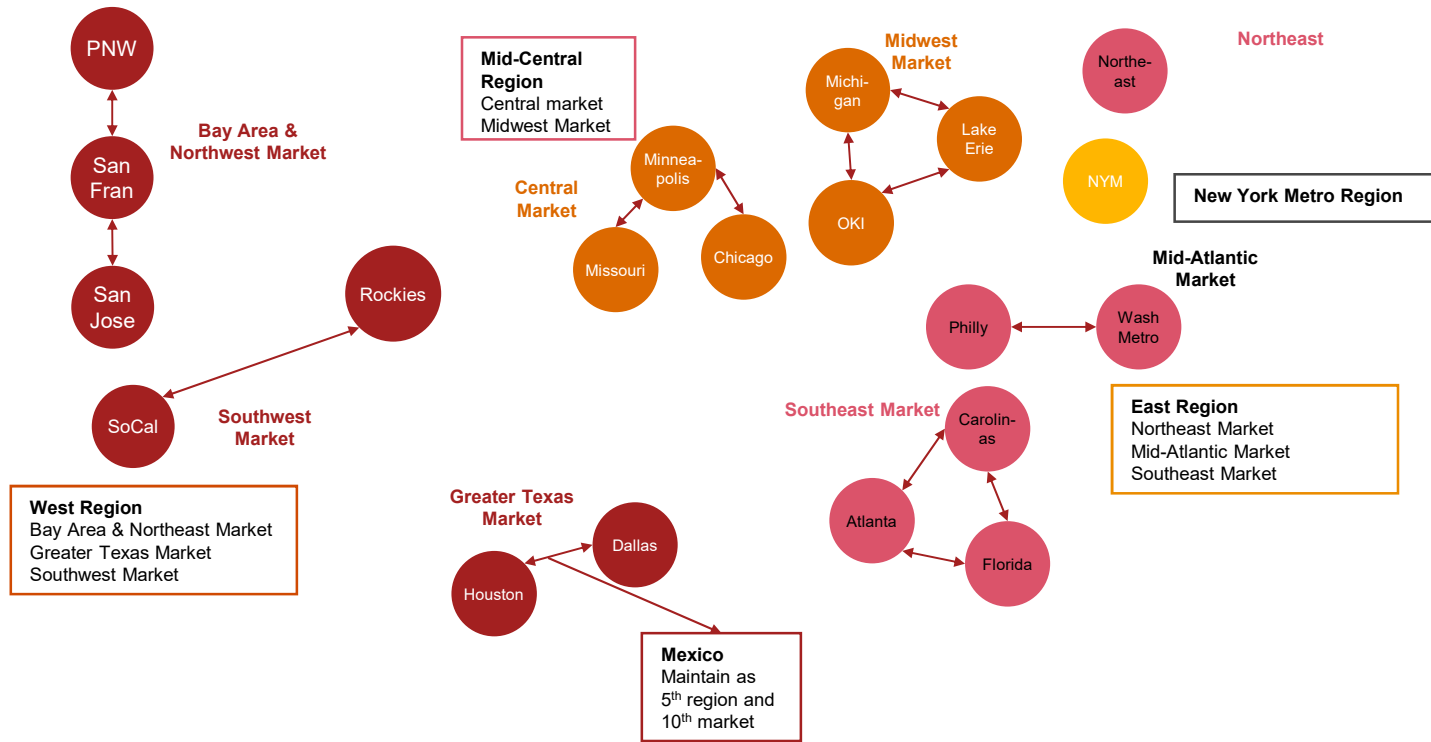 PNW
Bay Area &
Northwest Market
San
Fran
San
Jose
Rockies
SoCal
Southwest
Market
West Region
Bay Area & Northeast Market
Greater Texas Market
Southwest Market
Mid-Central
Region
Central market
Midwest Market
Central
Market
Minnea-
polis
Missouri
Chicago
Midwest
Market
Michi-
gan
Lake
Erie
OKI
Northeast
Northe-
ast
NYM
New York Metro Region
Mid-Atlantic
Market
Philly
Wash
Metro
East Region
Northeast Market
Mid-Atlantic Market
Southeast Market
Southeast Market
Carolin-
as
Atlanta
Florida
Greater Texas
Market
Dallas
Houston
Mexico
Maintain as
5th region and
10th market